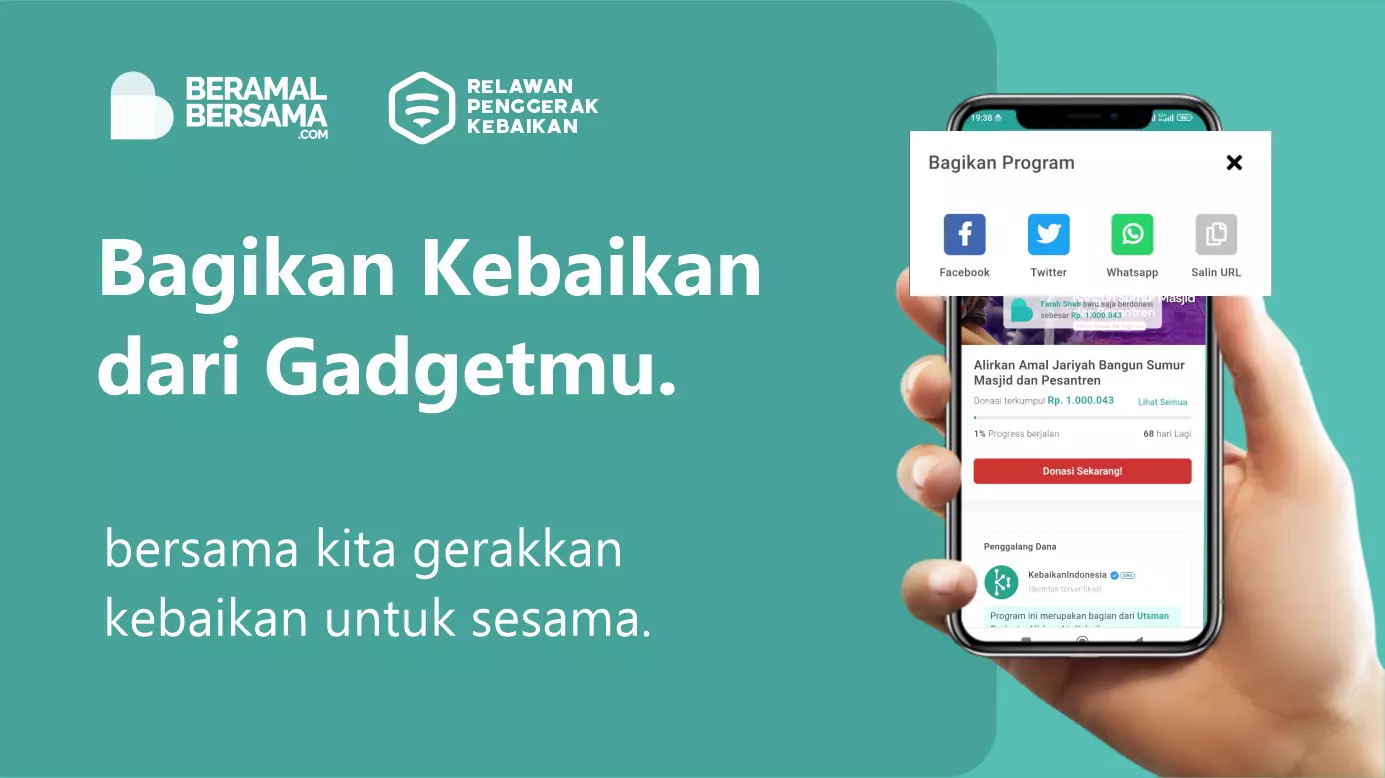 BERAMAL
BERSAMA
.COM
RELAWAN
PENGGERAK
KEBAIKAN
Bagikan Kebaikan
dari Gadgetmu.
bersama kita gerakkan
kebaikan untuk sesama.
19:38
Bagikan Program
Facebook
Twitter
Whatsapp
Salin URL
Farah Shab baru saja berdonasi
sebesar Rp. 1.000.043
Sumur Masjid
Pesantren
Alirkan Amal Jariyah Bangun Sumur
Masjid dan Pesantren
Donasi terkumpul Rp. 1.000.043
Lihat Semua
1% Progress berjalan
68 hari Lagi
Donasi Sekarang!
Penggalang Dana
KebaikanIndonesia
Identitas terverifikasi
Program ini merupakan bagian dari Utsman